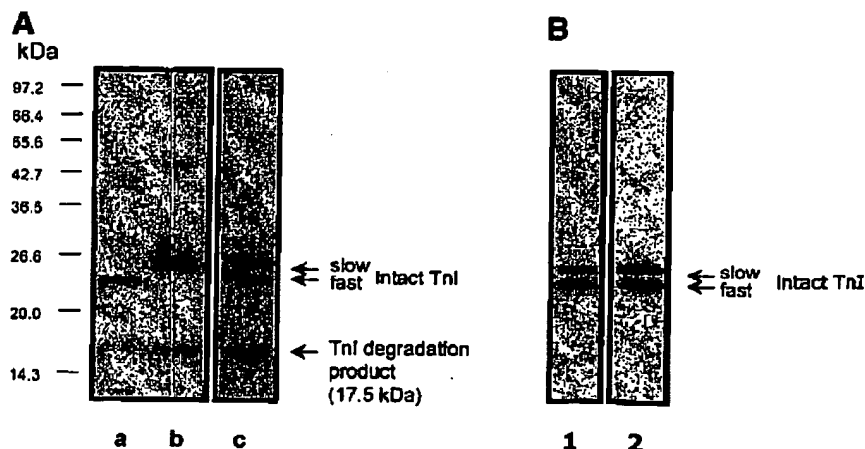 A
kDa
97.2
66.4
55.6
42.7
36.5
26.6
20.0
14.3
slow
fast
Intact TnI
TnI degradation
product
(17.5 kDa)
a b c
B
slow
fast
Intact TnI
1 2